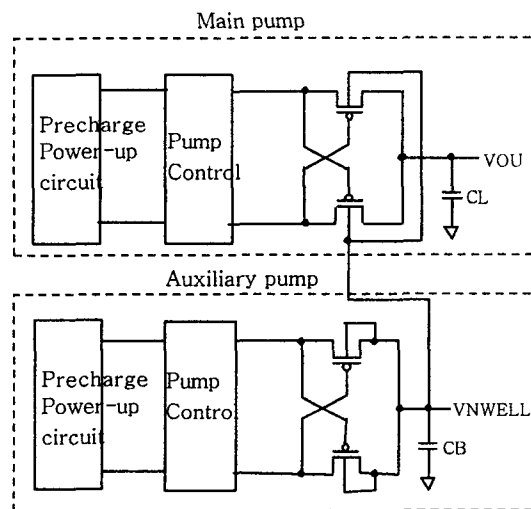 Main pump
Precharge
Power-up
circuit
Pump
Control
VOU
CL
Auxiliary pump
Precharge
Power-up
circuit
Pump
Control
VNWELL
CB